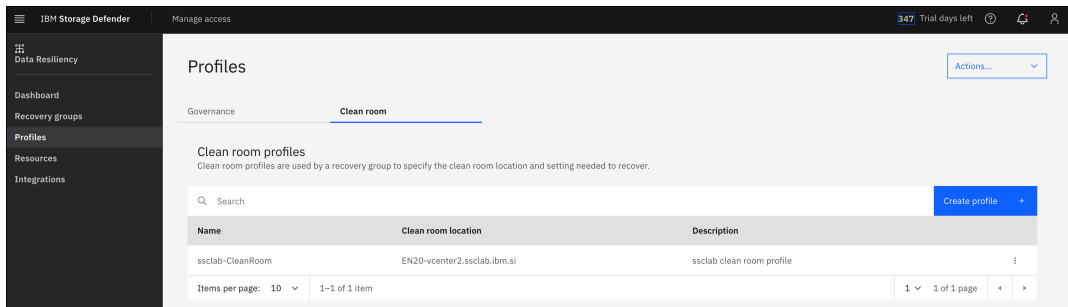 IBM Storage Defender
Manage access
347 Trial days left
Data Resiliency
Dashboard
Recovery groups
Profiles
Resources
Integrations
Profiles
Actions...
Governance
Clean room
Clean room profiles
Clean room profiles are used by a recovery group to specify the clean room location and setting needed to recover.
Search
Create profile +
Name Clean room location Description
ssclab-CleanRoom EN20-vcenter2.ssclab.ibm.si ssclab clean room profile
Items per page: 10 1–1 of 1 item 1 1 of 1 page